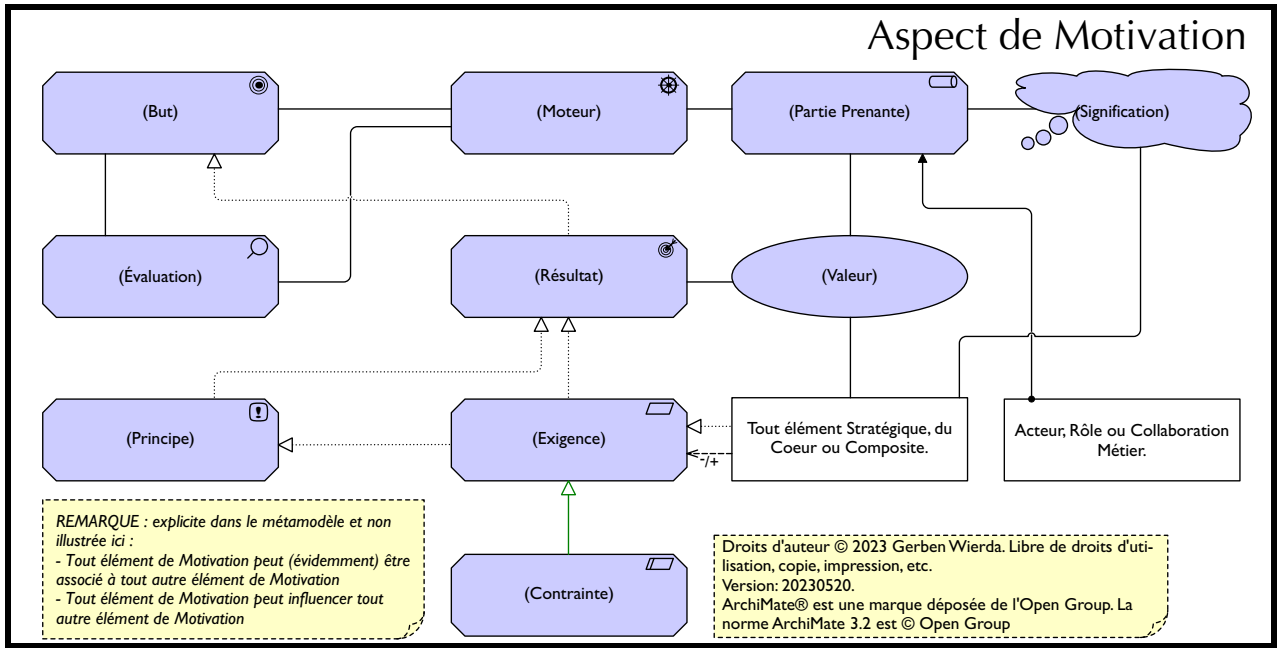 Aspect de Motivation
(But)
(Moteur)
(Partie Prenante)
(Signification)
(Évaluation)
(Résultat)
(Valeur)
(Principe)
(Exigence)
Tout élément Stratégique, du
Coeur ou Composite.
Acteur, Rôle ou Collaboration
Métier.
-/+
(Contrainte)
REMARQUE : explicite dans le métamodèle et non
illustrée ici :
- Tout élément de Motivation peut (évidemment) être
associé à tout autre élément de Motivation
- Tout élément de Motivation peut influencer tout
autre élément de Motivation
Droits d'auteur © 2023 Gerben Wierda. Libre de droits d'uti-
lisation, copie, impression, etc.
Version: 20230520.
ArchiMate® est une marque déposée de l'Open Group. La
norme ArchiMate 3.2 est © Open Group